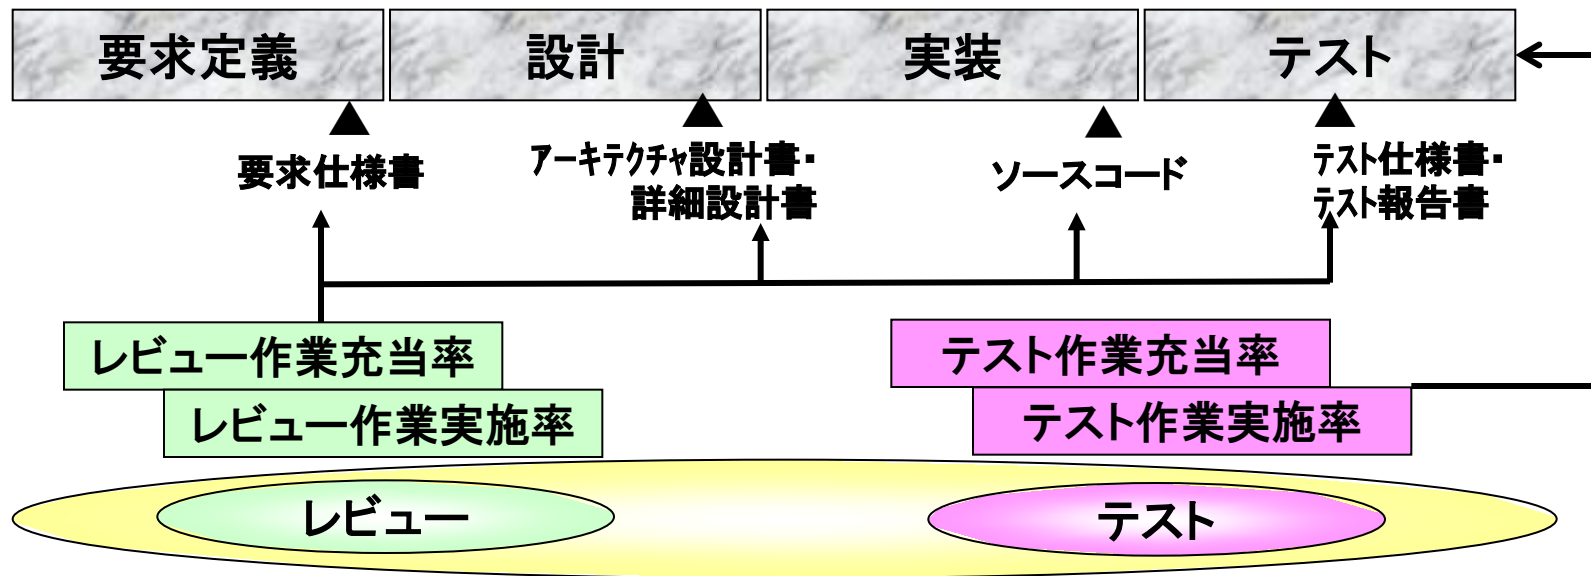 要求定義
設計
実装
テスト
要求仕様書
アーキテクチャ設計書・
詳細設計書
ソースコード
テスト仕様書・
テスト報告書
レビュー作業充当率
レビュー作業実施率
テスト作業充当率
テスト作業実施率
レビュー
テスト